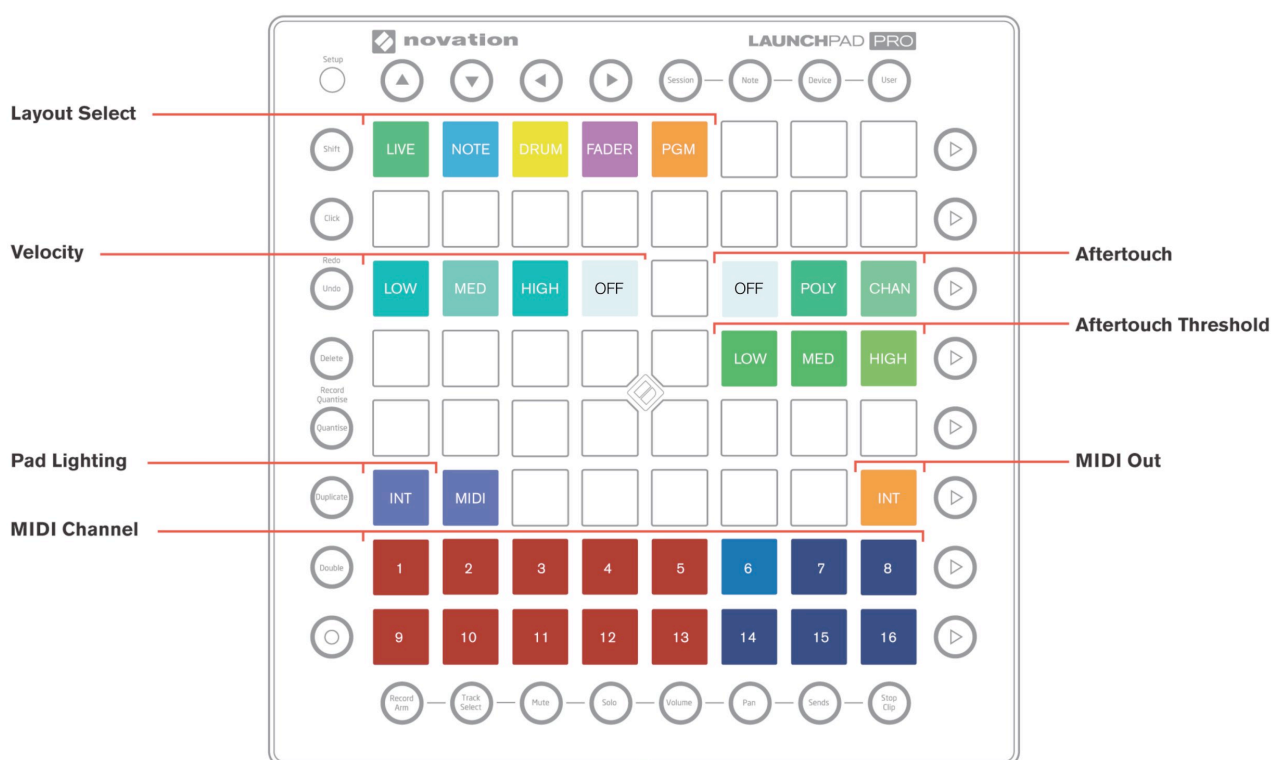 novation
LAUNCHPAD PRO
Setup
Session
Note
Device
User
Layout Select
Shift
LIVE
NOTE
DRUM
FADER
PGM
Click
Velocity
Aftertouch
Redo
Undo
LOW
MED
HIGH
OFF
OFF
POLY
CHAN
Aftertouch Threshold
Delete
LOW
MED
HIGH
Record
Quantise
Quantise
Pad Lighting
MIDI Out
Duplicate
INT
MIDI
INT
MIDI Channel
Double
1
2
3
4
5
6
7
8
9
10
11
12
13
14
15
16
Record
Arm
Track
Select
Mute
Solo
Volume
Pan
Sends
Stop
Clip